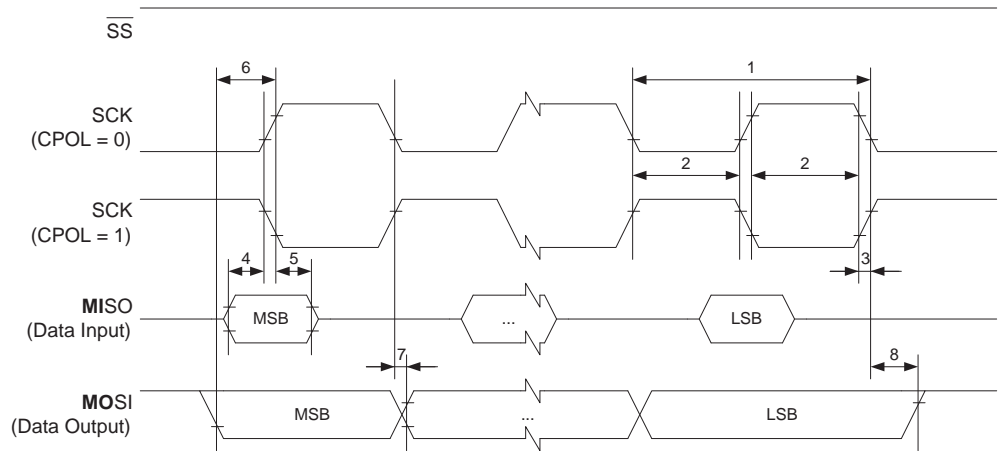 SS
6
1
SCK
(CPOL = 0)
2
2
SCK
(CPOL = 1)
4
5
3
MISO
(Data Input)
MSB
...
LSB
7
8
MOSI
(Data Output)
MSB
...
LSB